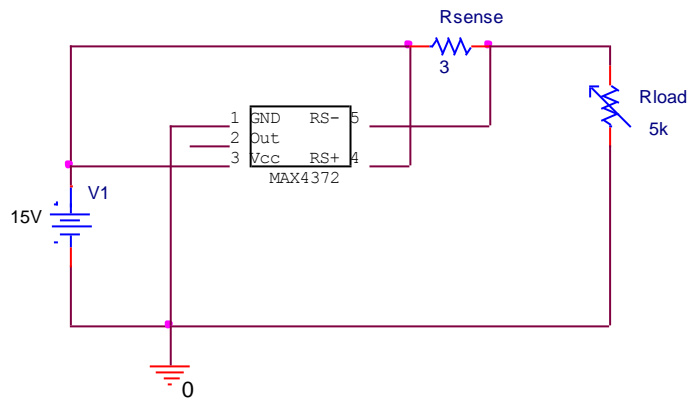 Rsense
3
Rload
5k
1 GND RS- 5
2 Out
3 Vcc RS+ 4
MAX4372
V1
15V
0